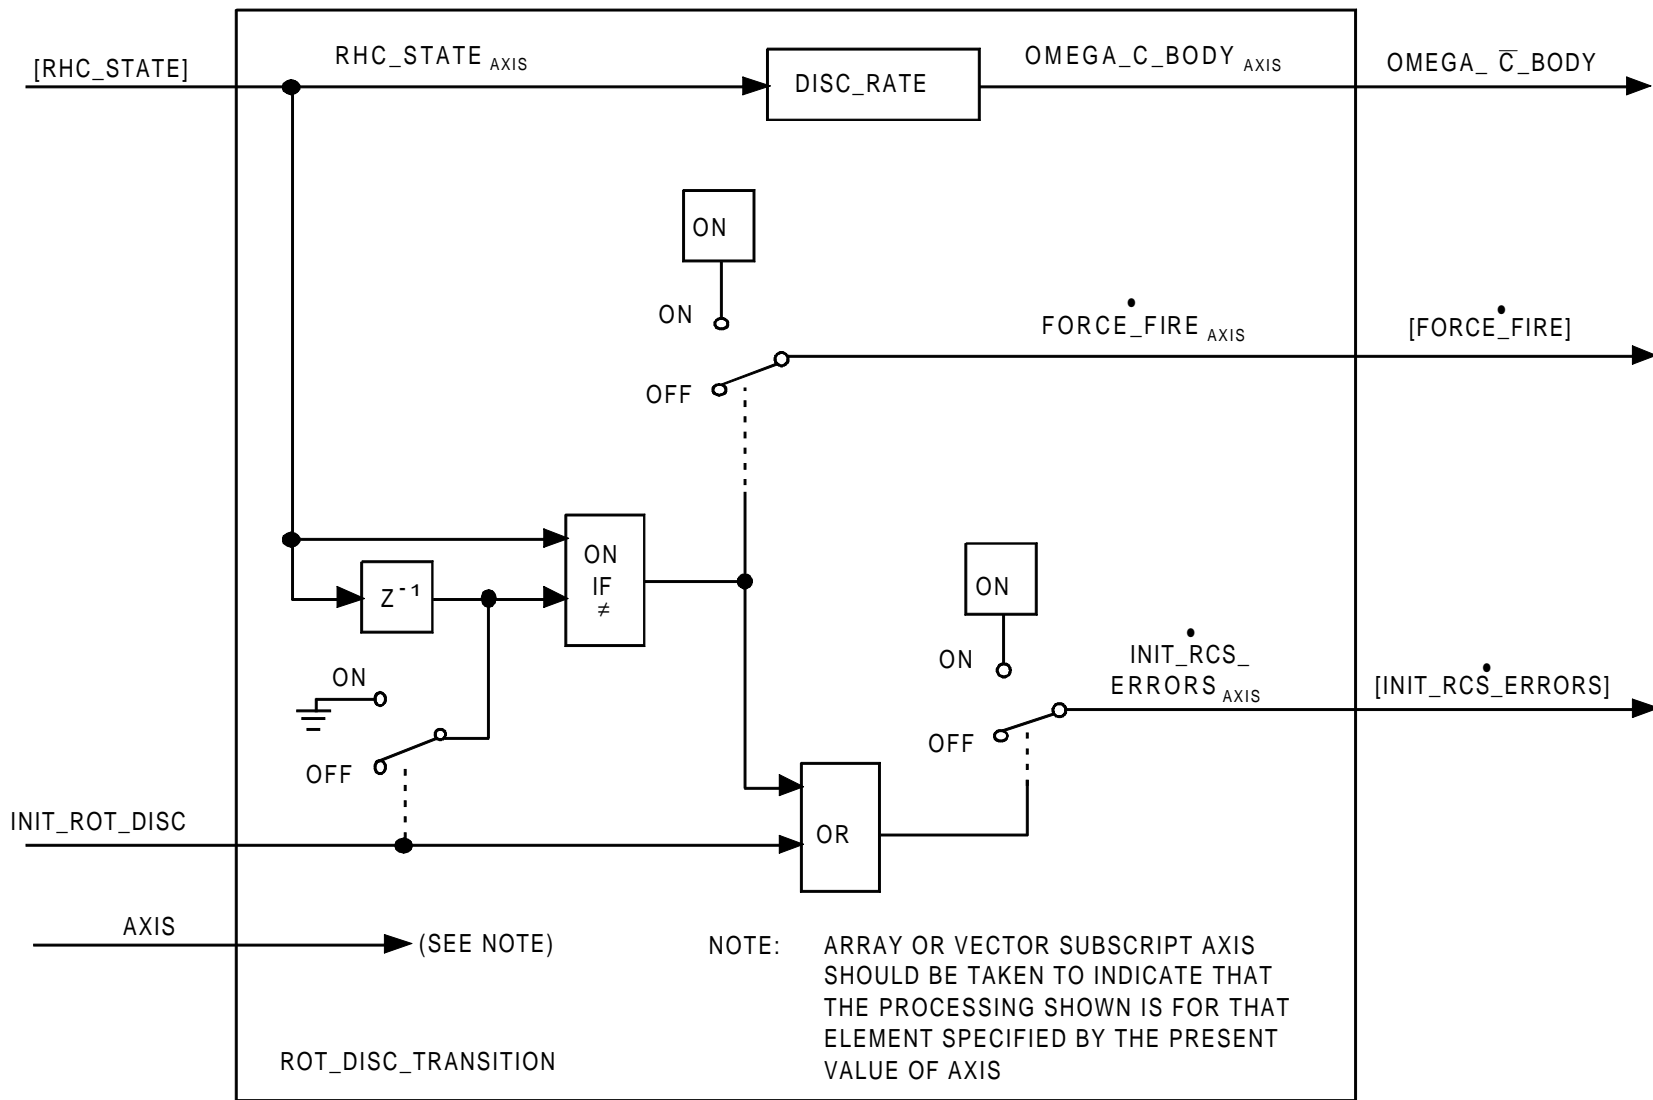 [RHC_STATE]
RHC_STATE AXIS
DISC_RATE
OMEGA_C_BODY AXIS
OMEGA_ C̅_BODY
ON
ON
OFF
FORCE_FIRE AXIS
[FORCE_FIRE]
ON
IF
≠
Z⁻¹
ON
OFF
ON
ON
OFF
INIT_RCS_
ERRORS AXIS
[INIT_RCS_ERRORS]
INIT_ROT_DISC
OR
AXIS
(SEE NOTE)
NOTE: ARRAY OR VECTOR SUBSCRIPT AXIS
SHOULD BE TAKEN TO INDICATE THAT
THE PROCESSING SHOWN IS FOR THAT
ELEMENT SPECIFIED BY THE PRESENT
VALUE OF AXIS
ROT_DISC_TRANSITION